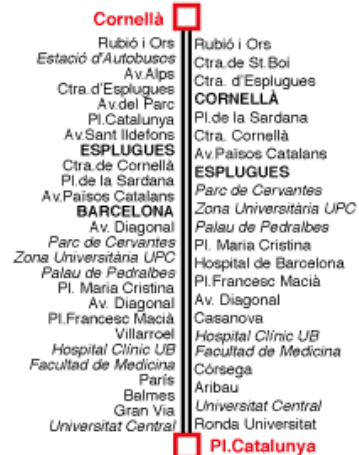 Cornellà
Rubió i Ors
Estació d'Autobusos
Av.Alps
Ctra.d'Esplugues
Av.del Parc
Pl.Catalunya
Av.Sant Ildefons
ESPLUGUES
Ctra.de Cornellà
Pl.de la Sardana
Av.Països Catalans
BARCELONA
Av. Diagonal
Parc de Cervantes
Zona Universitària UPC
Palau de Pedralbes
Pl. Maria Cristina
Av. Diagonal
Pl.Francesc Macià
Villarroel
Hospital Clínic UB
Facultad de Medicina
París
Balmes
Gran Via
Universitat Central
Rubió i Ors
Ctra.de St.Boi
Ctra. d'Esplugues
CORNELLÀ
Pl.de la Sardana
Ctra. Cornellà
Av.Països Catalans
ESPLUGUES
Parc de Cervantes
Zona Universitària UPC
Palau de Pedralbes
Pl. Maria Cristina
Hospital de Barcelona
Pl.Francesc Macià
Av. Diagonal
Casanova
Hospital Clínic UB
Facultad de Medicina
Còrsega
Aribau
Universitat Central
Ronda Universitat
Pl.Catalunya